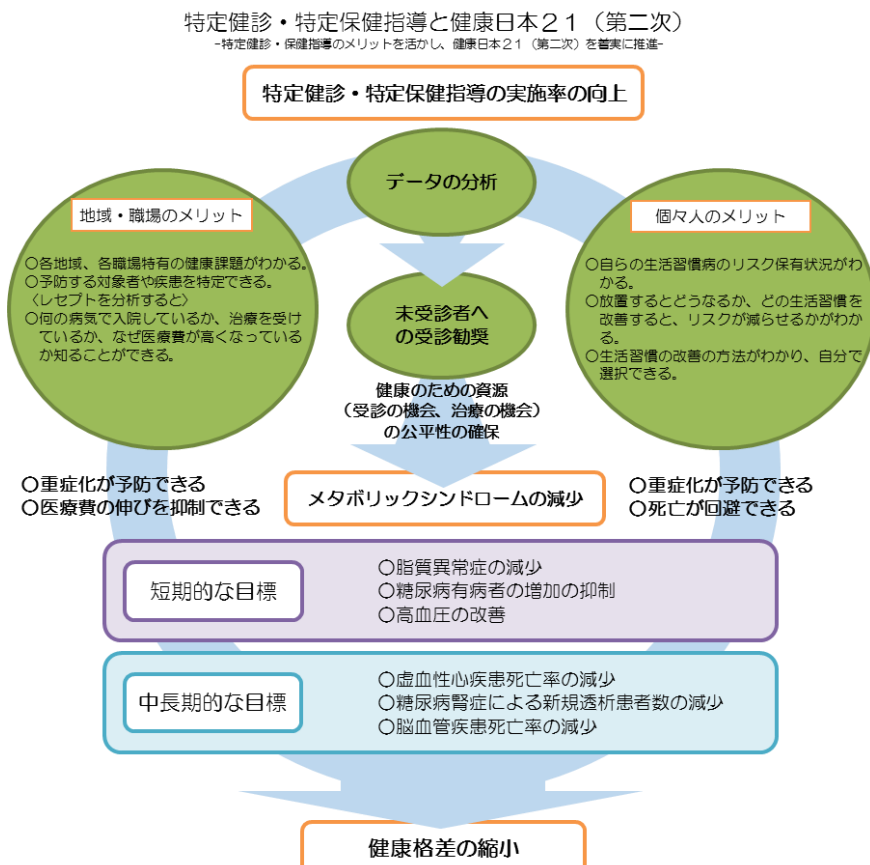 特定健診・特定保健指導と健康日本２１（第二次）
-特定健診・保健指導のメリットを活かし、健康日本２１（第二次）を着実に推進-
特定健診・特定保健指導の実施率の向上
データの分析
地域・職場のメリット
○各地域、各職場特有の健康課題がわかる。
○予防する対象者や疾患を特定できる。
〈レセプトを分析すると〉
○何の病気で入院しているか、治療を受け
ているか、なぜ医療費が高くなっている
か知ることができる。
個々人のメリット
○自らの生活習慣病のリスク保有状況がわ
かる。
○放置するとどうなるか、どの生活習慣を
改善すると、リスクが減らせるかがわか
る。
○生活習慣の改善の方法がわかり、自分で
選択できる。
未受診者へ
の受診勧奨
健康のための資源
（受診の機会、治療の機会）
の公平性の確保
○重症化が予防できる
○医療費の伸びを抑制できる
メタボリックシンドロームの減少
○重症化が予防できる
○死亡が回避できる
短期的な目標
○脂質異常症の減少
○糖尿病有病者の増加の抑制
○高血圧の改善
中長期的な目標
○虚血性心疾患死亡率の減少
○糖尿病腎症による新規透析患者数の減少
○脳血管疾患死亡率の減少
健康格差の縮小